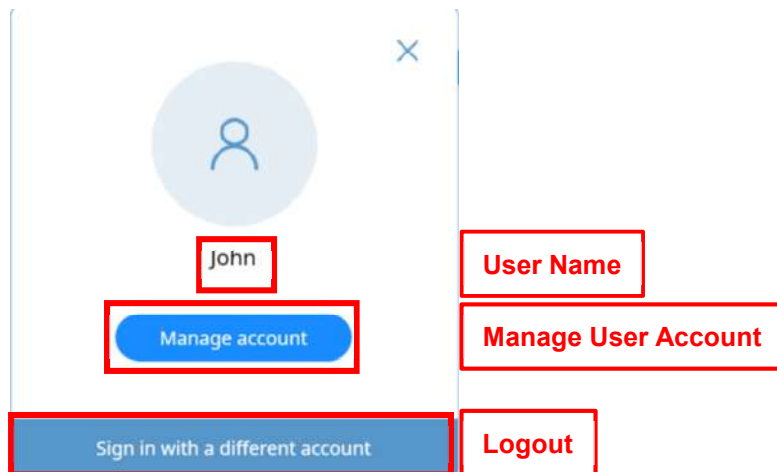 John
User Name
Manage account
Manage User Account
Sign in with a different account
Logout